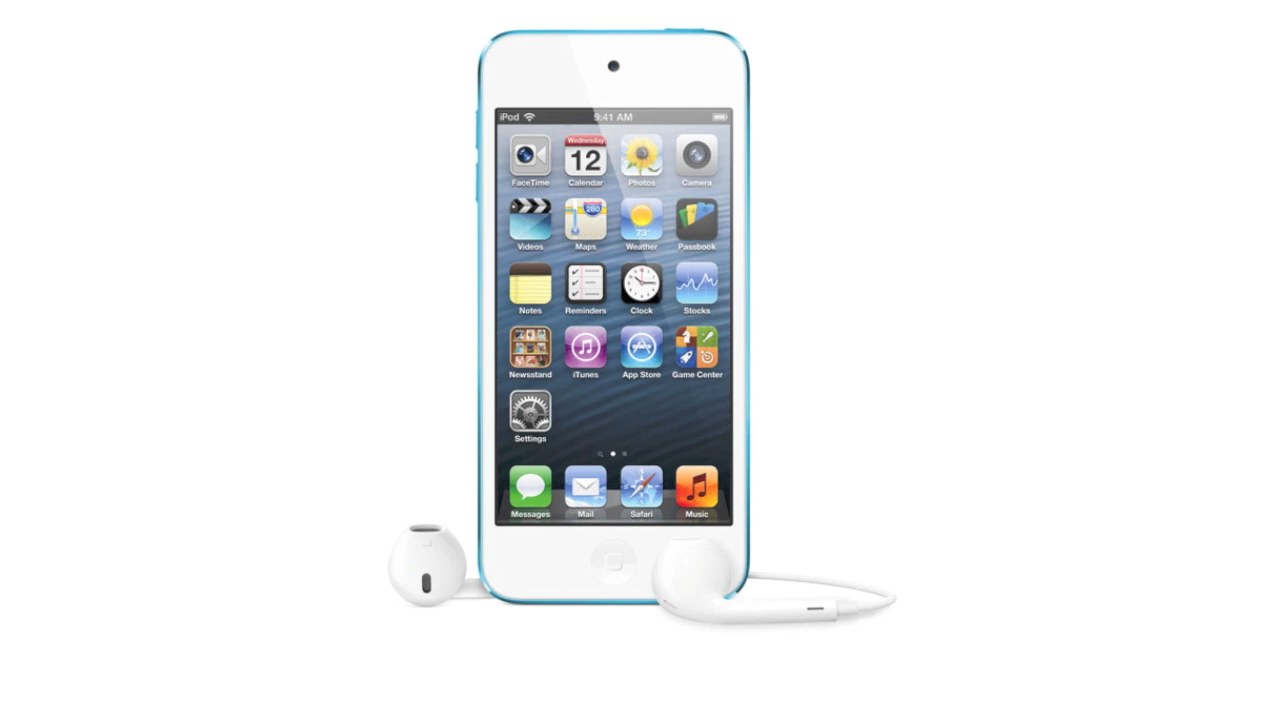 iPod 9:41 AM
Wednesday
12
280
73°
FaceTime Calendar Photos Camera
Videos Maps Weather Passbook
Notes Reminders Clock Stocks
Newsstand iTunes App Store Game Center
Settings
Messages Mail Safari Music